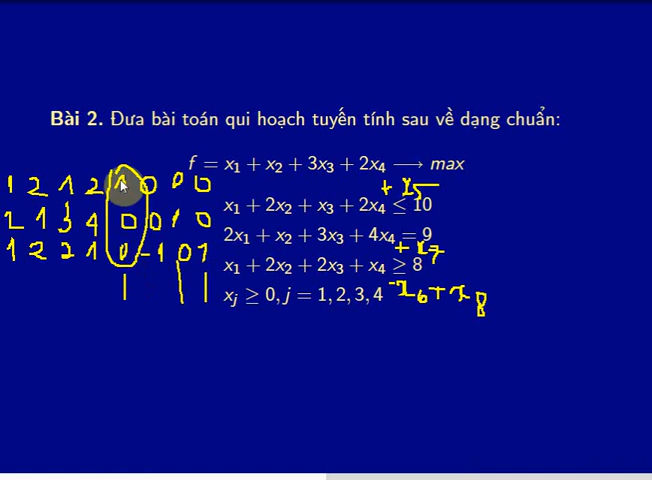 Bài 2. Đưa bài toán qui hoạch tuyến tính sau về dạng chuẩn:
f = x₁ + x₂ + 3x₃ + 2x₄ ⟶ max
1 2 1 2 1 0 0 0
+ x5
x₁ + 2x₂ + x₃ + 2x₄ ≤ 10
2 1 3 4 0 0 1 0
2x₁ + x₂ + 3x₃ + 4x₄ = 9
+ x7
1 2 2 1 0 -1 0 1
x₁ + 2x₂ + 2x₃ + x₄ ≥ 8
xⱼ ≥ 0, j = 1, 2, 3, 4
-x6 + x8